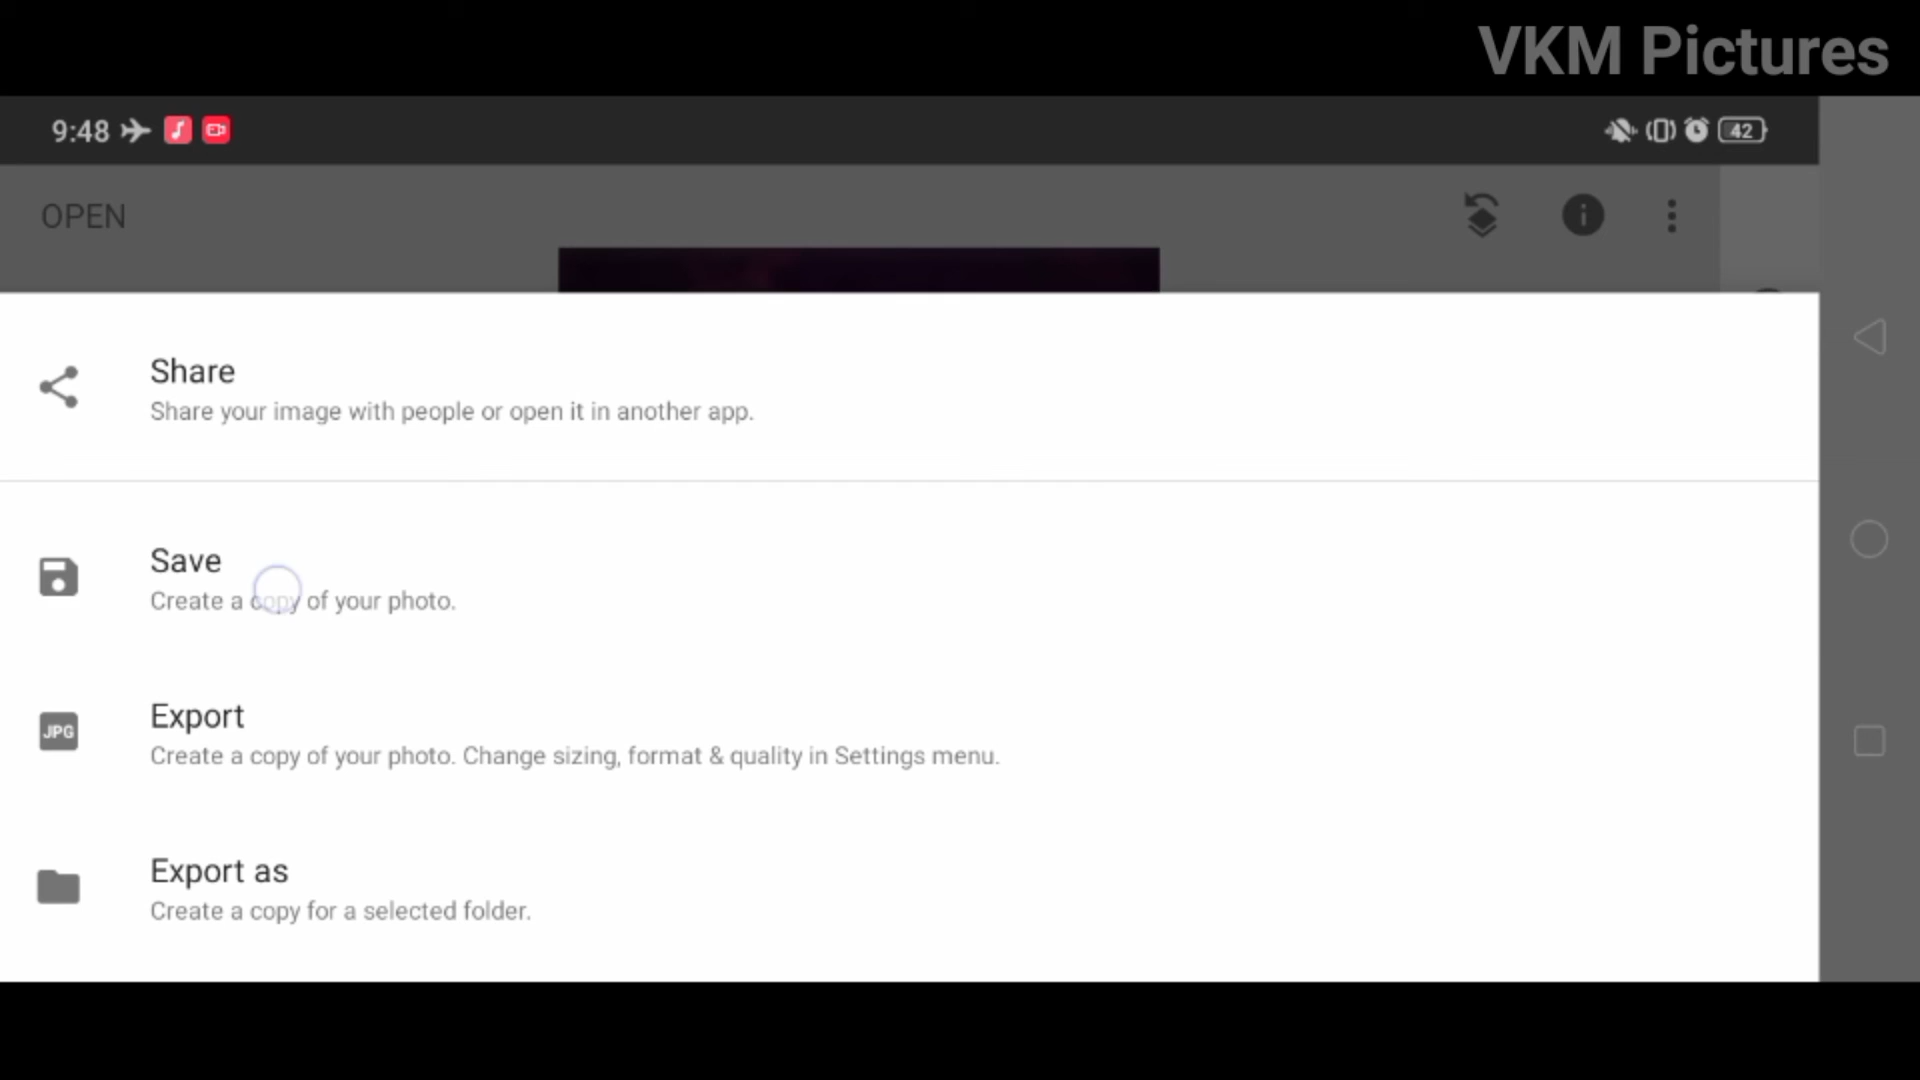 VKM Pictures
9:48
42
OPEN
Share
Share your image with people or open it in another app.
Save
Create a copy of your photo.
JPG
Export
Create a copy of your photo. Change sizing, format & quality in Settings menu.
Export as
Create a copy for a selected folder.